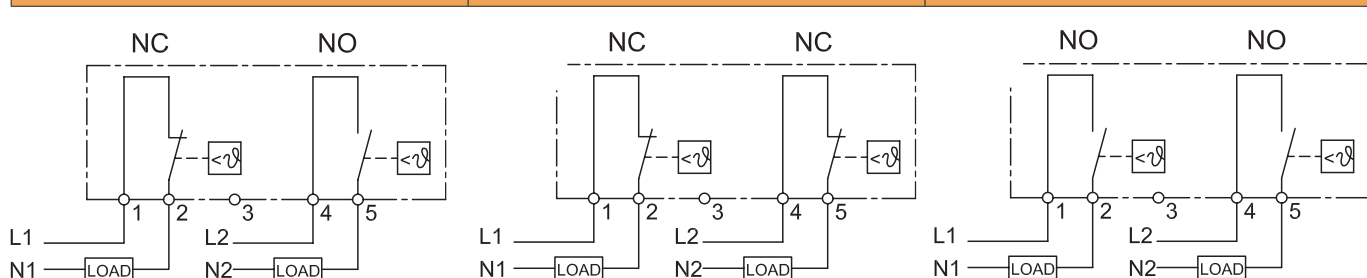 NC NO NC NC NO NO
<ϑ <ϑ <ϑ <ϑ <ϑ <ϑ
1 2 3 4 5 1 2 3 4 5 1 2 3 4 5
L1 L2 L1 L2 L1 L2
N1 LOAD N2 LOAD N1 LOAD N2 LOAD N1 LOAD N2 LOAD